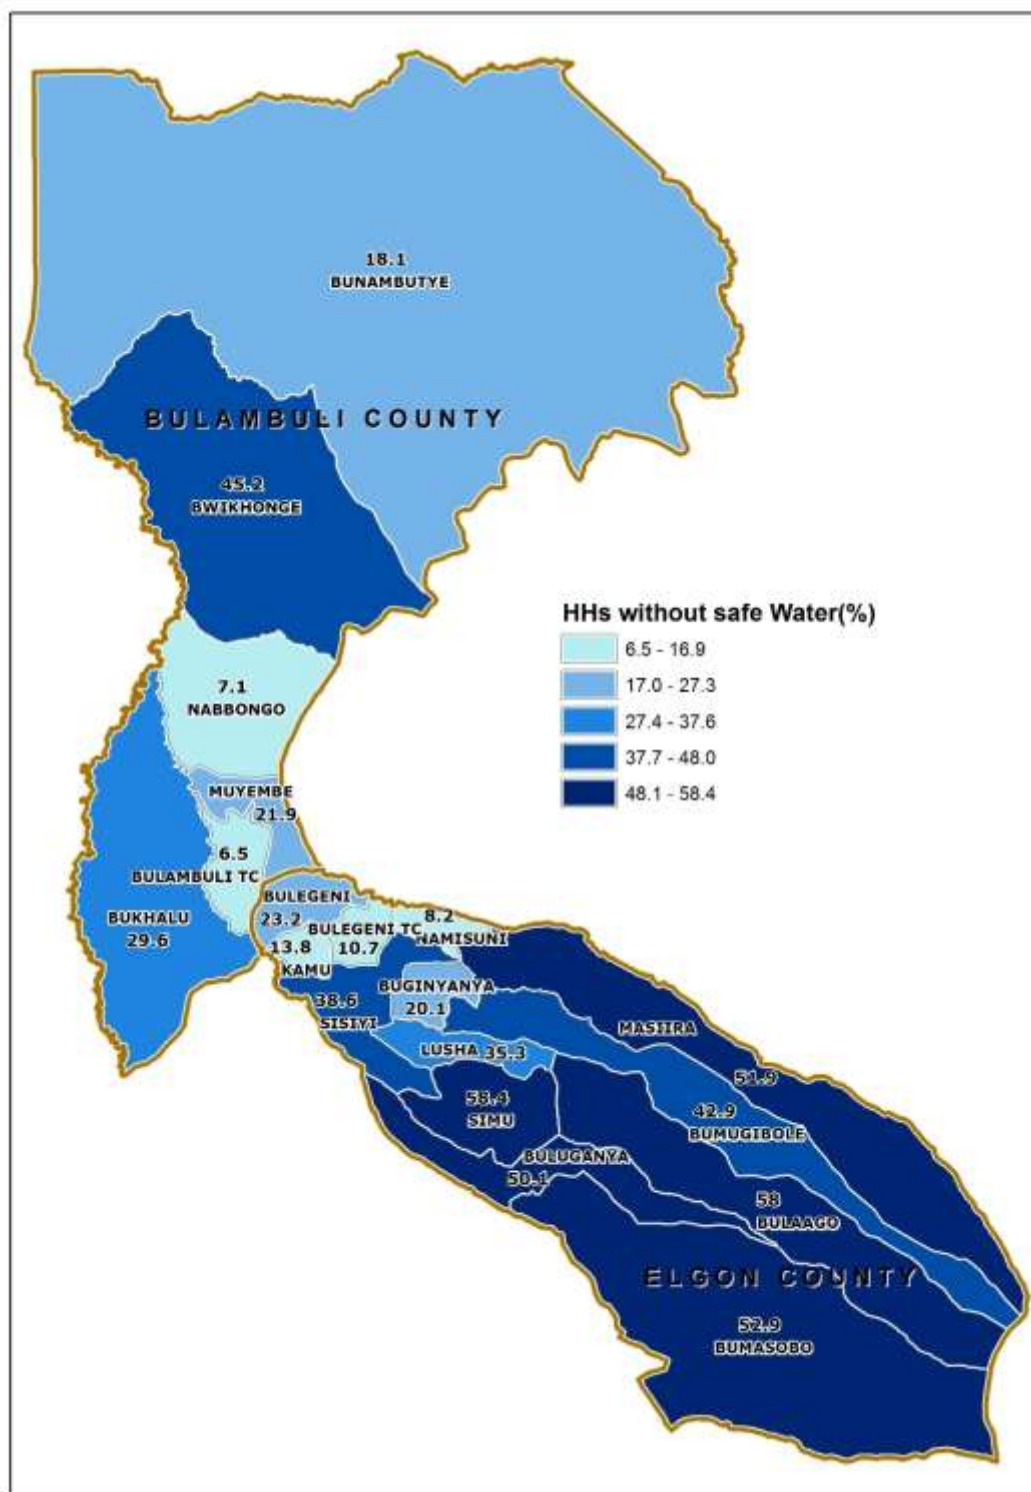 18.1
BUNAMBUTYE
BULAMBULI COUNTY
45.2
BWIKHONGE
HHs without safe Water(%)
6.5 - 16.9
17.0 - 27.3
27.4 - 37.6
37.7 - 48.0
48.1 - 58.4
7.1
NABBONGO
MUYEMBE
21.9
6.5
BULAMBULI TC
BUKHALU
29.6
BULEGENI
23.2
BULEGENI TC
10.7
8.2
NAMISUNI
13.8
KAMU
BUGINYANYA
20.1
38.6
SISIYI
LUSHA 35.3
MASIIRA
51.9
58.4
SIMU
42.9
BUMUGIBOLE
BULUGANYA
50.1
58
BULAAGO
ELGON COUNTY
52.9
BUMASOBO